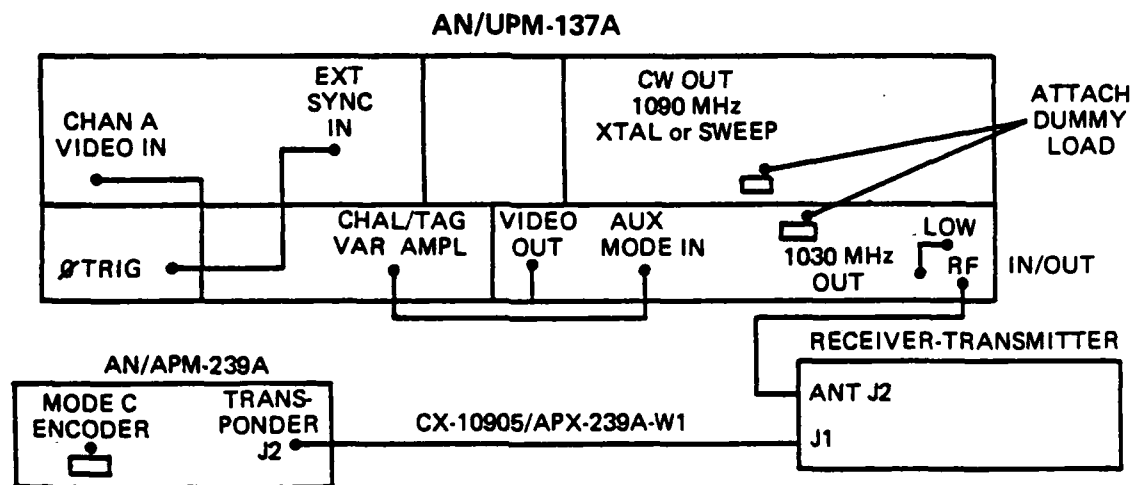 AN/UPM-137A
CHAN A
VIDEO IN
EXT
SYNC
IN
CW OUT
1090 MHz
XTAL or SWEEP
ATTACH
DUMMY
LOAD
ØTRIG
CHAL/TAG
VAR AMPL
VIDEO
OUT
AUX
MODE IN
1030 MHz
OUT
LOW
RF
IN/OUT
RECEIVER-TRANSMITTER
ANT J2
J1
AN/APM-239A
MODE C
ENCODER
TRANS-
PONDER
J2
CX-10905/APX-239A-W1